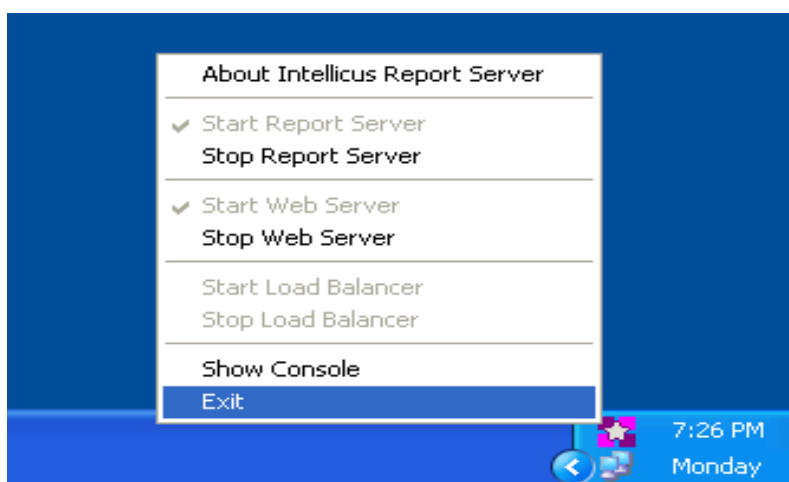 About Intellicus Report Server
Start Report Server
Stop Report Server
Start Web Server
Stop Web Server
Start Load Balancer
Stop Load Balancer
Show Console
Exit
7:26 PM
Monday